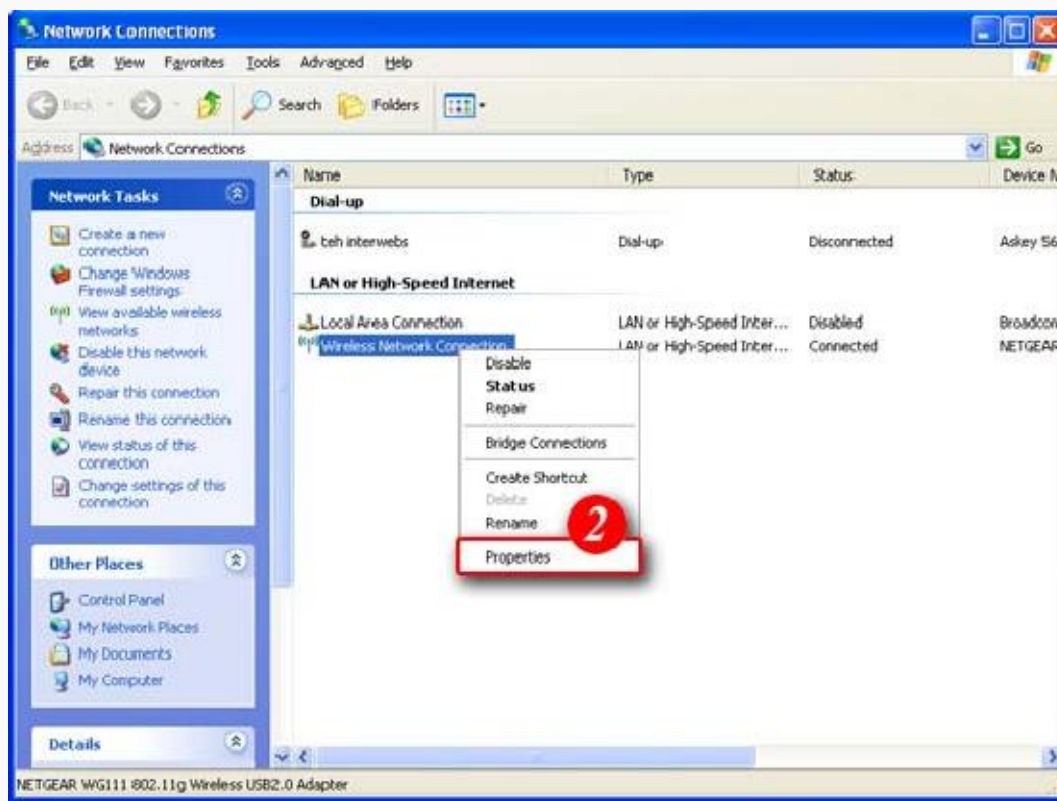 Network Connections
File Edit View Favorites Tools Advanced Help
Back Search Folders
Address Network Connections Go
Name Type Status Device N
Network Tasks
Create a new
connection
Change Windows
Firewall settings
View available wireless
networks
Disable this network
device
Repair this connection
Rename this connection
View status of this
connection
Change settings of this
connection
Other Places
Control Panel
My Network Places
My Documents
My Computer
Details
Dial-up
teh interwebs Dial-up Disconnected Askey 56
LAN or High-Speed Internet
Local Area Connection LAN or High-Speed Inter... Disabled Broadcom
Wireless Network Connection LAN or High-Speed Inter... Connected NETGEAR
Disable
Status
Repair
Bridge Connections
Create Shortcut
Delete
Rename
2
Properties
NETGEAR WG111 802.11g Wireless USB2.0 Adapter